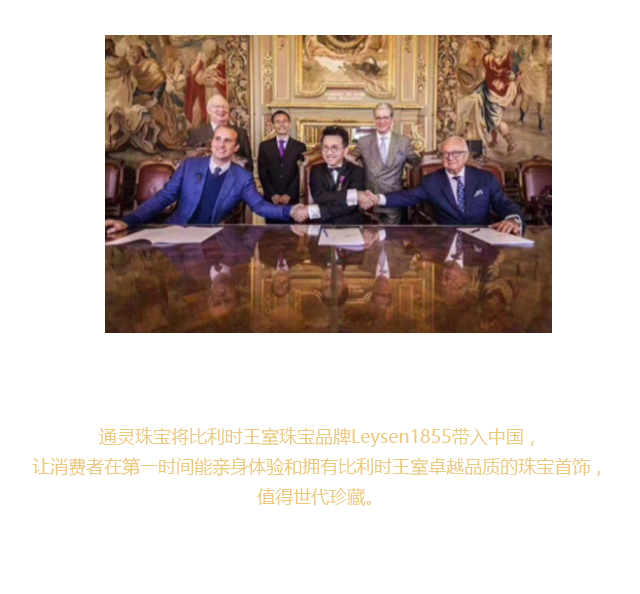 通灵珠宝将比利时王室珠宝品牌Leysen1855带入中国，
让消费者在第一时间能亲身体验和拥有比利时王室卓越品质的珠宝首饰，
值得世代珍藏。